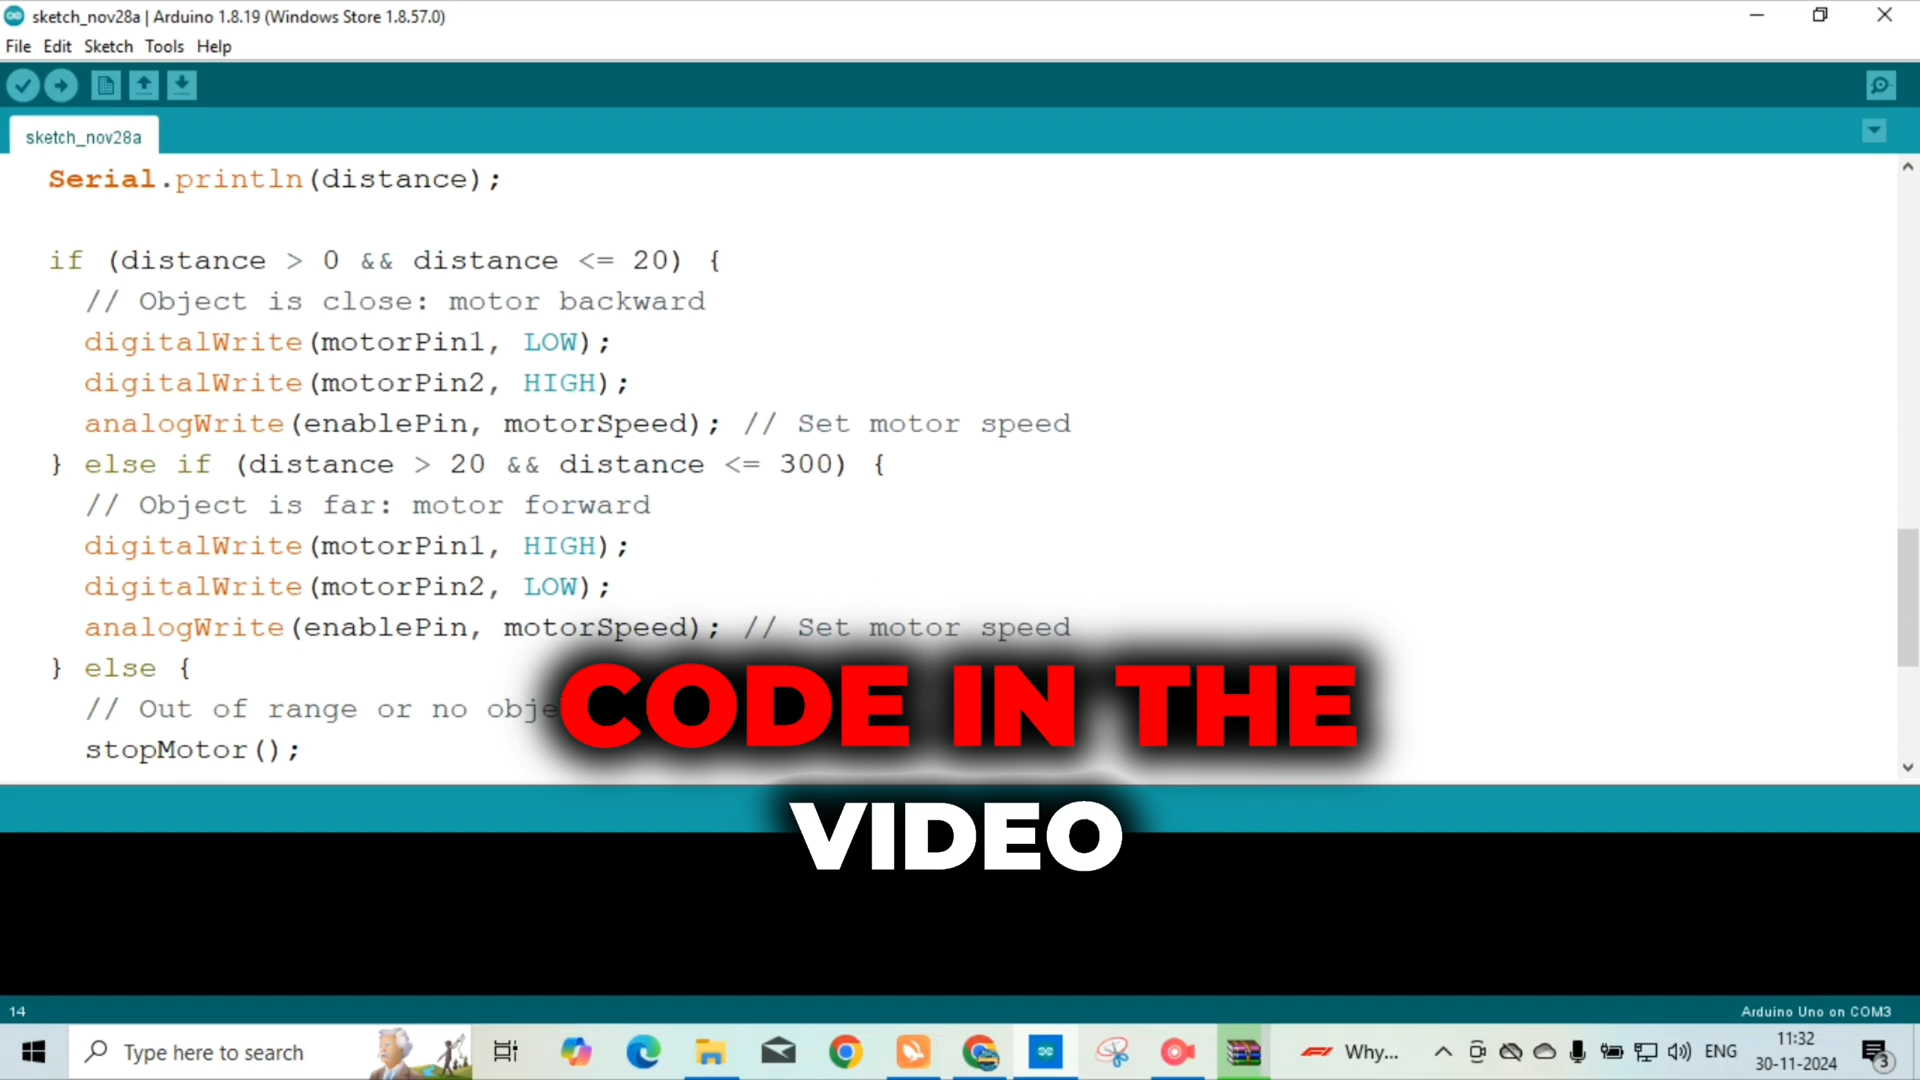 sketch_nov28a | Arduino 1.8.19 (Windows Store 1.8.57.0)
File Edit Sketch Tools Help
sketch_nov28a
Serial.println(distance);
if (distance > 0 && distance <= 20) {
// Object is close: motor backward
digitalWrite(motorPin1, LOW);
digitalWrite(motorPin2, HIGH);
analogWrite(enablePin, motorSpeed); // Set motor speed
} else if (distance > 20 && distance <= 300) {
// Object is far: motor forward
digitalWrite(motorPin1, HIGH);
digitalWrite(motorPin2, LOW);
analogWrite(enablePin, motorSpeed); // Set motor speed
} else {
// Out of range or no obje
stopMotor();
CODE IN THE
VIDEO
14
Arduino Uno on COM3
Type here to search
Why...
ENG
11:32
30-11-2024
3